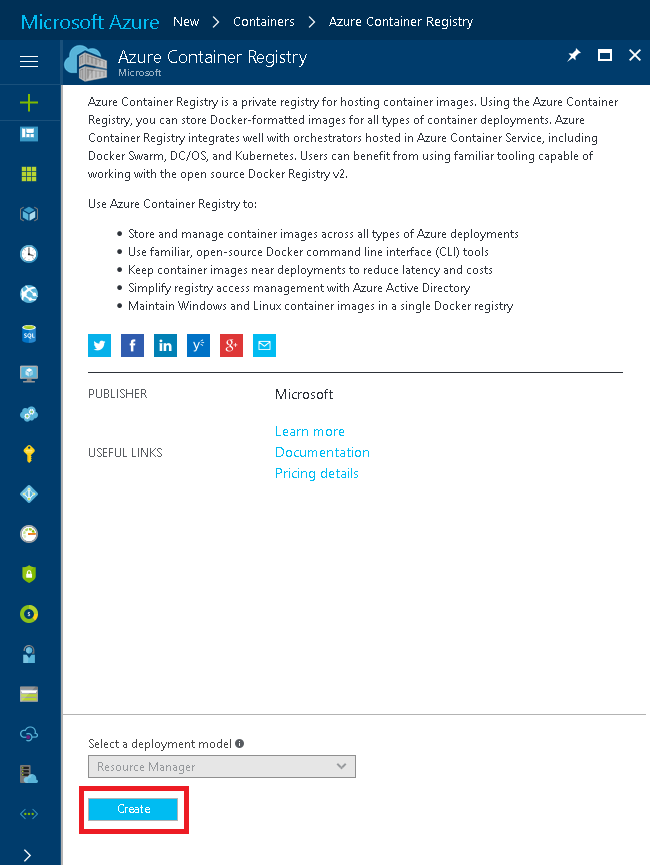 Microsoft Azure New > Containers > Azure Container Registry
Azure Container Registry
Microsoft
Azure Container Registry is a private registry for hosting container images. Using the Azure Container
Registry, you can store Docker-formatted images for all types of container deployments. Azure
Container Registry integrates well with orchestrators hosted in Azure Container Service, including
Docker Swarm, DC/OS, and Kubernetes. Users can benefit from using familiar tooling capable of
working with the open source Docker Registry v2.
Use Azure Container Registry to:
• Store and manage container images across all types of Azure deployments
• Use familiar, open-source Docker command line interface (CLI) tools
• Keep container images near deployments to reduce latency and costs
• Simplify registry access management with Azure Active Directory
• Maintain Windows and Linux container images in a single Docker registry
PUBLISHER Microsoft
Learn more
USEFUL LINKS Documentation
Pricing details
Select a deployment model
Resource Manager
Create